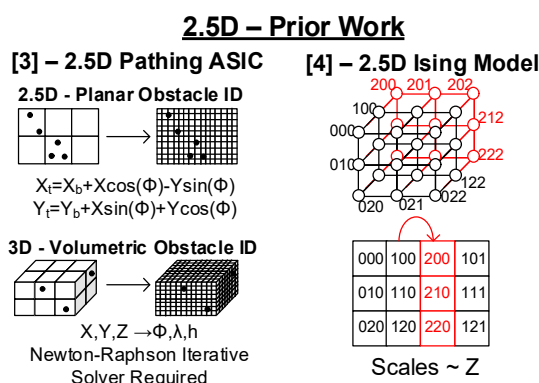 2.5D – Prior Work
[3] – 2.5D Pathing ASIC
2.5D - Planar Obstacle ID
Xt=Xb+Xcos(Φ)-Ysin(Φ)
Yt=Yb+Xsin(Φ)+Ycos(Φ)
3D - Volumetric Obstacle ID
X,Y,Z →Φ,λ,h
Newton-Raphson Iterative
Solver Required
[4] – 2.5D Ising Model
200 201 202
100
000
212
010
222
122
020 021 022
000 100 200 101
010 110 210 111
020 120 220 121
Scales ~ Z